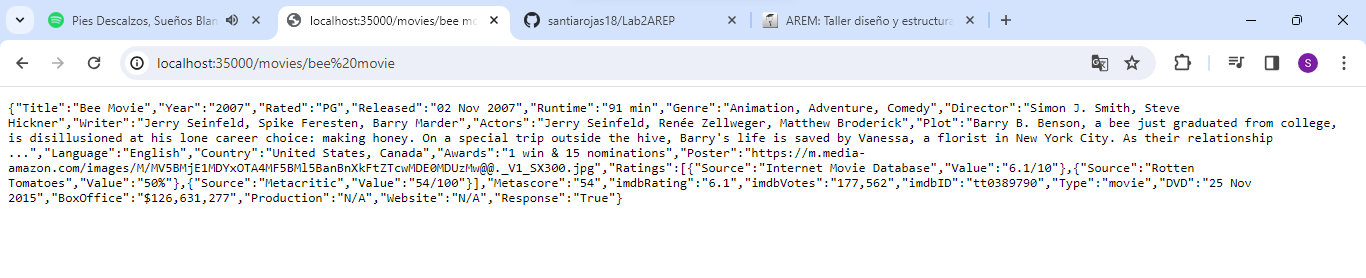 Pies Descalzos, Sueños Blan
localhost:35000/movies/bee mo
santiarojas18/Lab2AREP
AREM: Taller diseño y estructura
localhost:35000/movies/bee%20movie
S
{"Title":"Bee Movie","Year":"2007","Rated":"PG","Released":"02 Nov 2007","Runtime":"91 min","Genre":"Animation, Adventure, Comedy","Director":"Simon J. Smith, Steve
Hickner","Writer":"Jerry Seinfeld, Spike Feresten, Barry Marder","Actors":"Jerry Seinfeld, Renée Zellweger, Matthew Broderick","Plot":"Barry B. Benson, a bee just graduated from college,
is disillusioned at his lone career choice: making honey. On a special trip outside the hive, Barry's life is saved by Vanessa, a florist in New York City. As their relationship
...","Language":"English","Country":"United States, Canada","Awards":"1 win & 15 nominations","Poster":"https://m.media-
amazon.com/images/M/MV5BMjE1MDYxOTA4MF5BMl5BanBnXkFtZTcwMDE0MDUzMw@@._V1_SX300.jpg","Ratings":[{"Source":"Internet Movie Database","Value":"6.1/10"},{"Source":"Rotten
Tomatoes","Value":"50%"},{"Source":"Metacritic","Value":"54/100"}],"Metascore":"54","imdbRating":"6.1","imdbVotes":"177,562","imdbID":"tt0389790","Type":"movie","DVD":"25 Nov
2015","BoxOffice":"$126,631,277","Production":"N/A","Website":"N/A","Response":"True"}